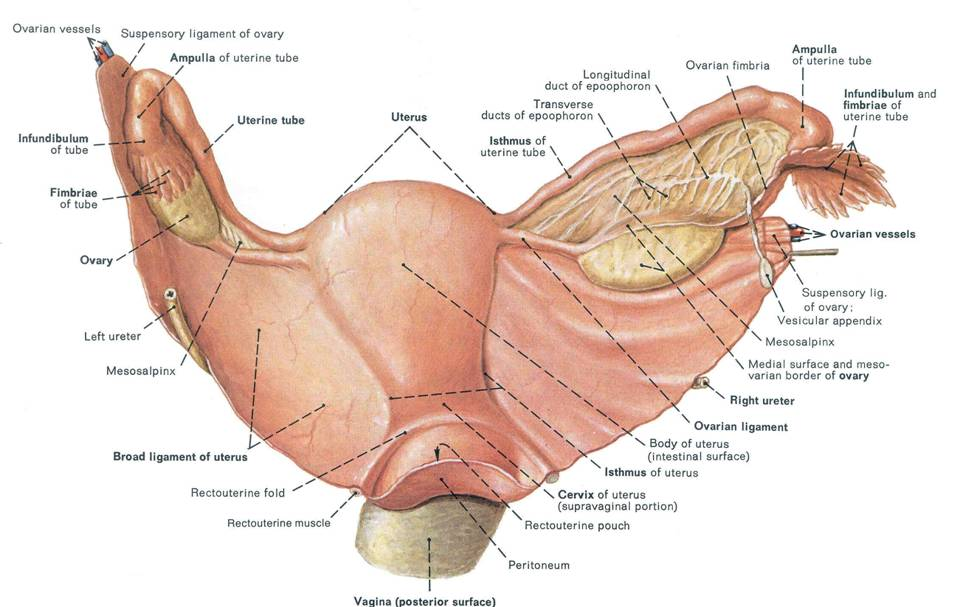 Ovarian vessels
Suspensory ligament of ovary
Ampulla of uterine tube
Infundibulum
of tube
Uterine tube
Fimbriae
of tube
Ovary
Left ureter
Mesosalpinx
Broad ligament of uterus
Rectouterine fold
Rectouterine muscle
Vagina (posterior surface)
Uterus
Isthmus of
uterine tube
Transverse
ducts of epoophoron
Longitudinal
duct of epoophoron
Ovarian fimbria
Ampulla
of uterine tube
Infundibulum and
fimbriae of
uterine tube
Ovarian vessels
Suspensory lig.
of ovary;
Vesicular appendix
Mesosalpinx
Medial surface and meso-
varian border of ovary
Right ureter
Ovarian ligament
Body of uterus
(intestinal surface)
Isthmus of uterus
Cervix of uterus
(supravaginal portion)
Rectouterine pouch
Peritoneum